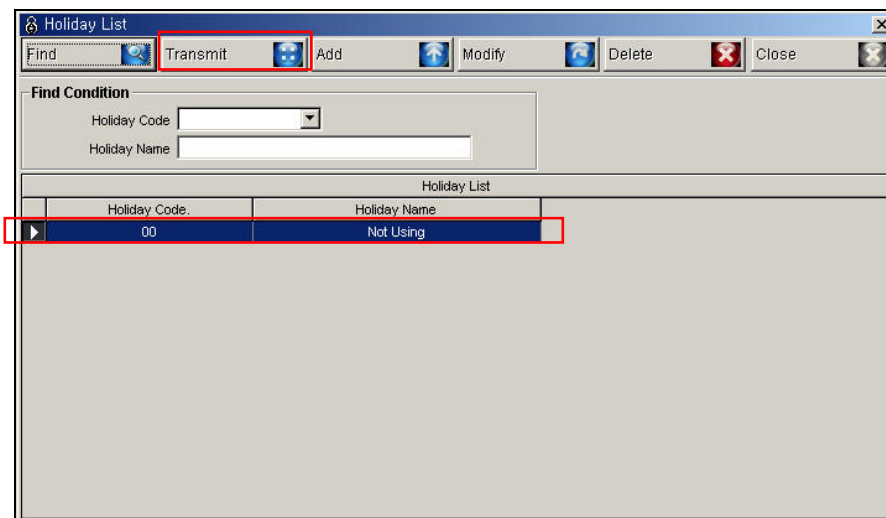 Holiday List
Find Transmit Add Modify Delete Close
Find Condition
Holiday Code
Holiday Name
Holiday List
Holiday Code. Holiday Name
00 Not Using